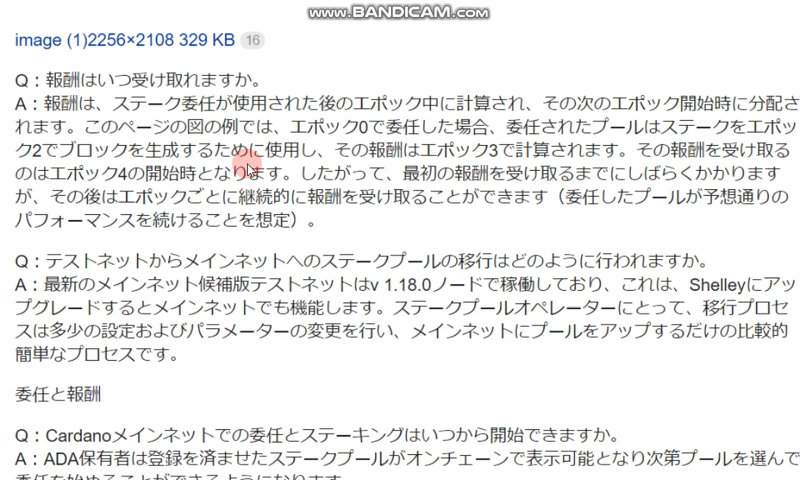 www.BANDICAM.com
image (1)2256×2108 329 KB 16
Q：報酬はいつ受け取れますか。
A：報酬は、ステーク委任が使用された後のエポック中に計算され、その次のエポック開始時に分配さ
れます。このページの図の例では、エポック0で委任した場合、委任されたプールはステークをエポッ
ク2でブロックを生成するために使用し、その報酬はエポック3で計算されます。その報酬を受け取る
のはエポック4の開始時となります。したがって、最初の報酬を受け取るまでにしばらくかかります
が、その後はエポックごとに継続的に報酬を受け取ることができます（委任したプールが予想通りの
パフォーマンスを続けることを想定）。
Q：テストネットからメインネットへのステークプールの移行はどのように行われますか。
A：最新のメインネット候補版テストネットはv 1.18.0ノードで稼働しており、これは、Shelleyにアッ
プグレードするとメインネットでも機能します。ステークプールオペレーターにとって、移行プロセ
スは多少の設定およびパラメーターの変更を行い、メインネットにプールをアップするだけの比較的
簡単なプロセスです。
委任と報酬
Q：Cardanoメインネットでの委任とステーキングはいつから開始できますか。
A：ADA保有者は登録を済ませたステークプールがオンチェーンで表示可能となり次第プールを選んで
委任を始めることができるようになります。